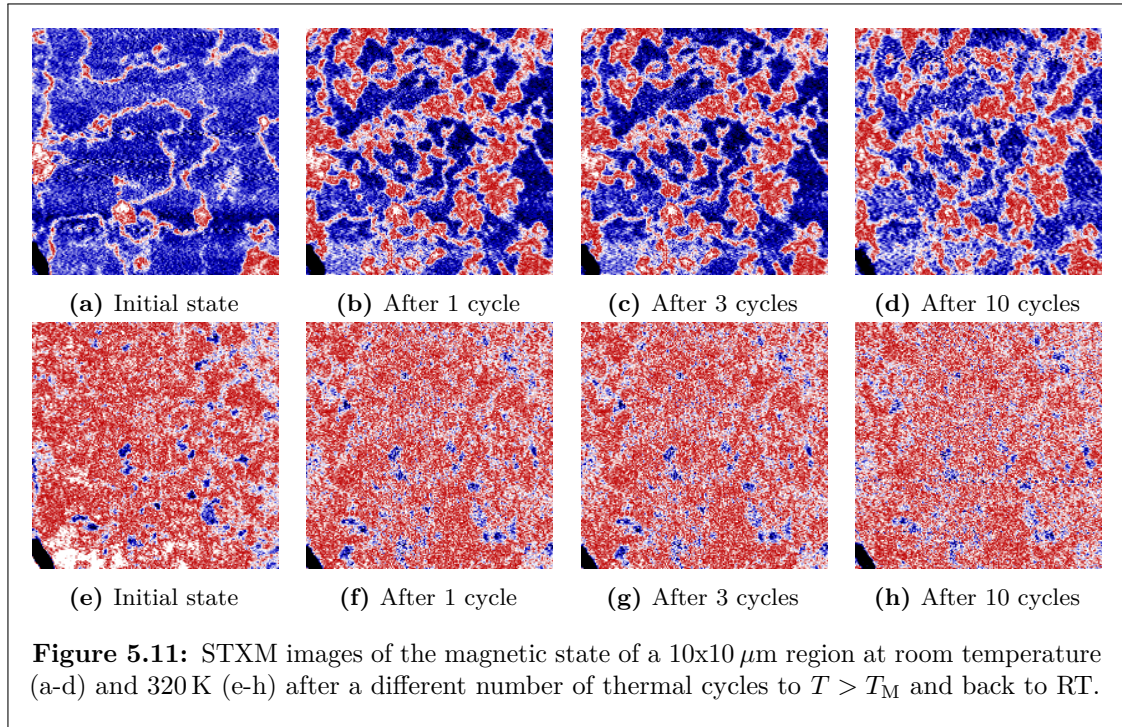 (a) Initial state
(b) After 1 cycle
(c) After 3 cycles
(d) After 10 cycles
(e) Initial state
(f) After 1 cycle
(g) After 3 cycles
(h) After 10 cycles
Figure 5.11: STXM images of the magnetic state of a 10x10 μm region at room temperature
(a-d) and 320 K (e-h) after a different number of thermal cycles to T > T_M and back to RT.